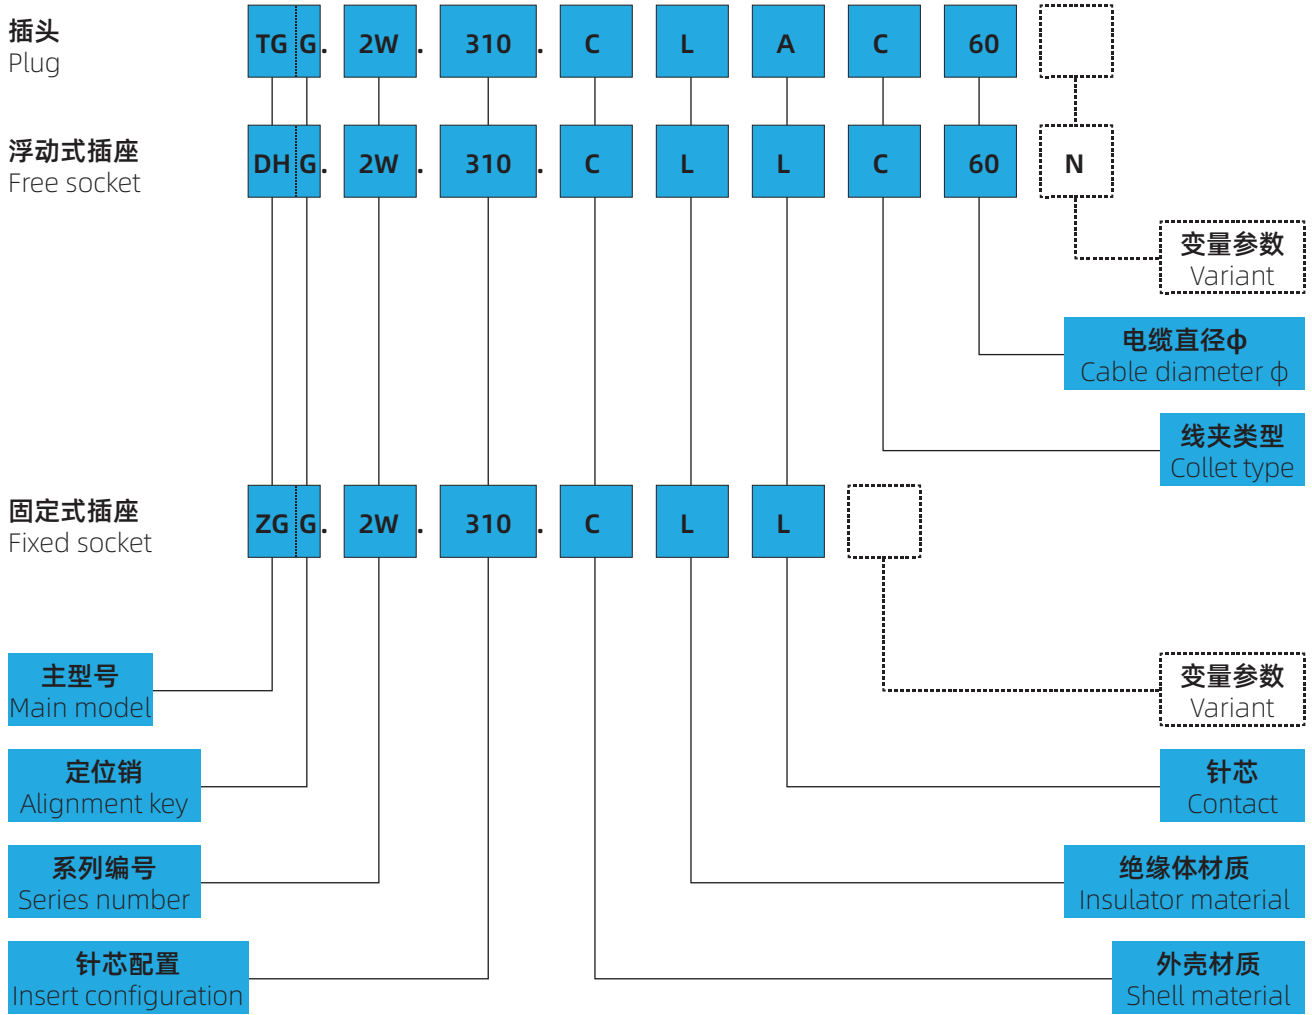 插头
Plug
TG G. 2W. 310. C L A C 60
浮动式插座
Free socket
DH G. 2W. 310. C L L C 60 N
变量参数
Variant
电缆直径φ
Cable diameter φ
线夹类型
Collet type
固定式插座
Fixed socket
ZG G. 2W. 310. C L L
主型号
Main model
变量参数
Variant
定位销
Alignment key
针芯
Contact
系列编号
Series number
绝缘体材质
Insulator material
针芯配置
Insert configuration
外壳材质
Shell material